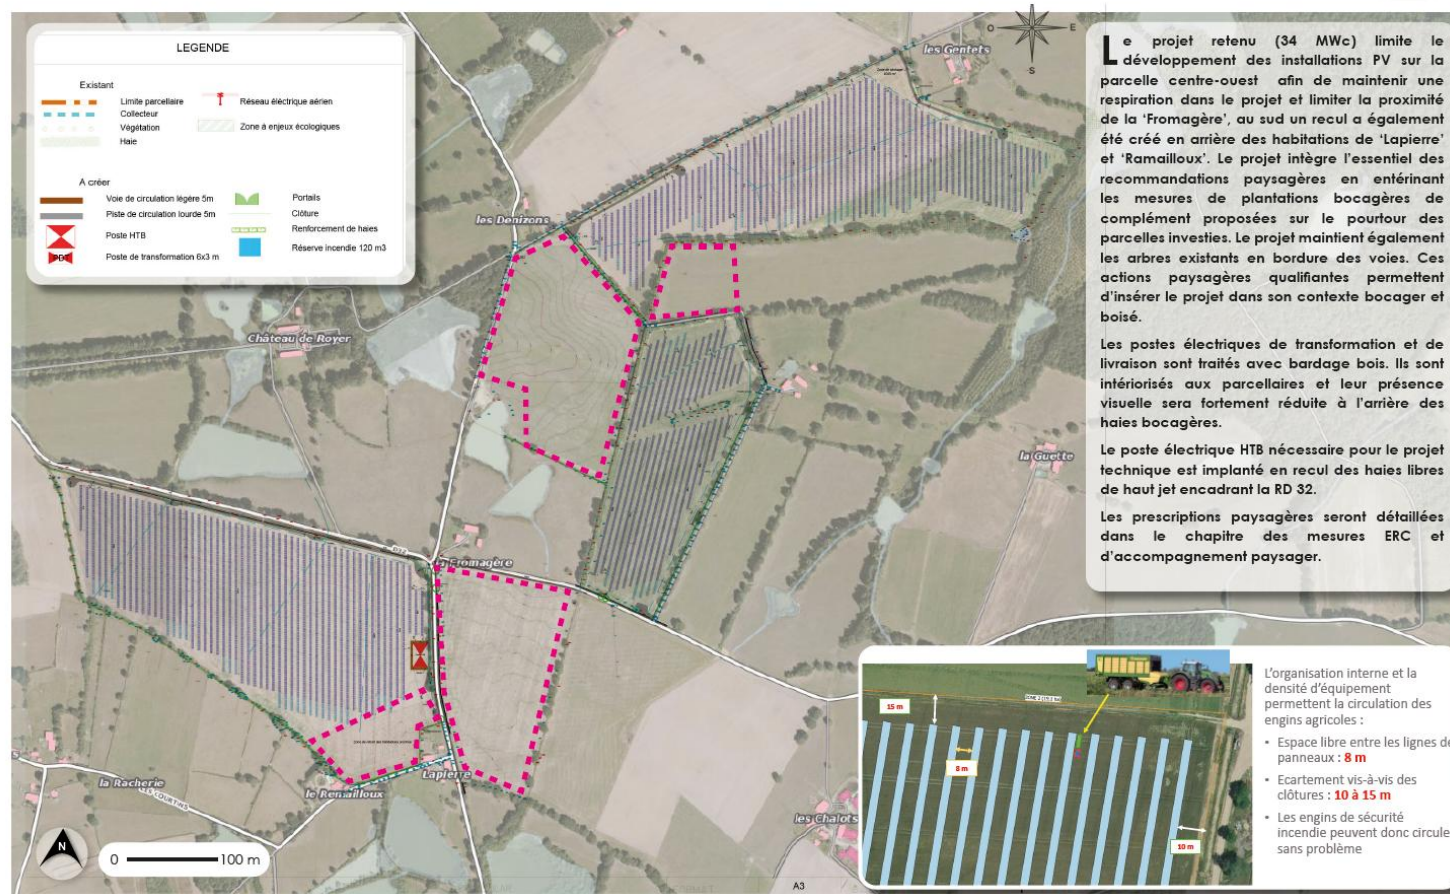 LEGENDE
Existant
Limite parcellaire
Collecteur
Végétation
Haie
Réseau électrique aérien
Zone à enjeux écologiques
A créer
Voie de circulation légère 5m
Piste de circulation lourde 5m
Poste HTB
PDT
Poste de transformation 6x3 m
Portails
Clôture
Renforcement de haies
Réserve incendie 120 m3
O
E
S
les Gentets
les Denizons
Château de Royer
la Guette
la Fromagère
Lapierre
le Remailloux
la Racherie
LES COURTINS
les Chalots
N
0
100 m
A3
Le projet retenu (34 MWc) limite le
développement des installations PV sur la
parcelle centre-ouest afin de maintenir une
respiration dans le projet et limiter la proximité
de la ‘Fromagère’, au sud un recul a également
été créé en arrière des habitations de ‘Lapierre’
et ‘Ramailloux’. Le projet intègre l’essentiel des
recommandations paysagères en entérinant
les mesures de plantations bocagères de
complément proposées sur le pourtour des
parcelles investies. Le projet maintient également
les arbres existants en bordure des voies. Ces
actions paysagères qualifiantes permettent
d’insérer le projet dans son contexte bocager et
boisé.
Les postes électriques de transformation et de
livraison sont traités avec bardage bois. Ils sont
intériorisés aux parcellaires et leur présence
visuelle sera fortement réduite à l’arrière des
haies bocagères.
Le poste électrique HTB nécessaire pour le projet
technique est implanté en recul des haies libres
de haut jet encadrant la RD 32.
Les prescriptions paysagères seront détaillées
dans le chapitre des mesures ERC et
d’accompagnement paysager.
15 m
8 m
10 m
L’organisation interne et la
densité d’équipement
permettent la circulation des
engins agricoles :
• Espace libre entre les lignes de
panneaux : 8 m
• Ecartement vis-à-vis des
clôtures : 10 à 15 m
• Les engins de sécurité
incendie peuvent donc circule
sans problème